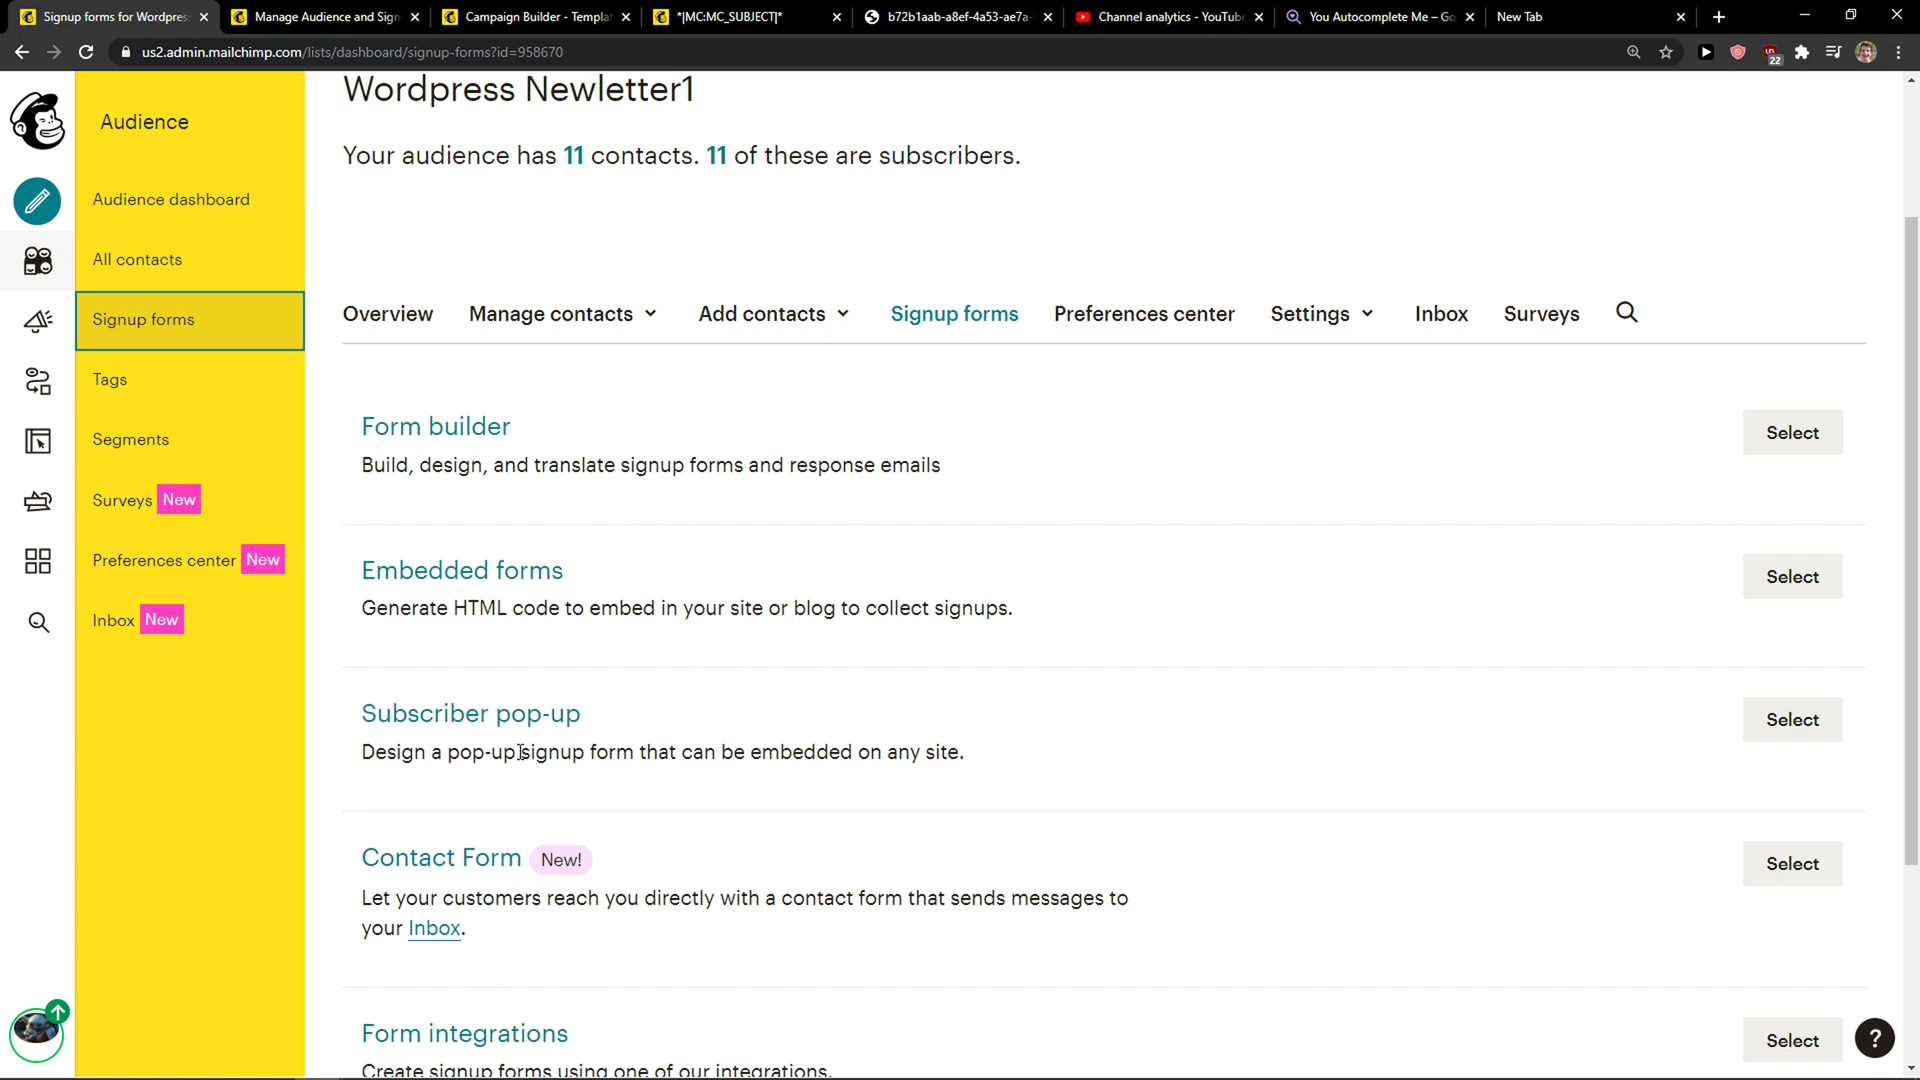 Signup forms for Wordpres
Manage Audience and Sign
Campaign Builder - Templa
*|MC:MC_SUBJECT|*
b72b1aab-a8ef-4a53-ae7a-
Channel analytics - YouTub
You Autocomplete Me – Go
New Tab
us2.admin.mailchimp.com/lists/dashboard/signup-forms?id=958670
22
Audience
Audience dashboard
All contacts
Signup forms
Tags
Segments
Surveys New
Preferences center New
Inbox New
Wordpress Newletter1
Your audience has 11 contacts. 11 of these are subscribers.
Overview Manage contacts Add contacts Signup forms Preferences center Settings Inbox Surveys
Form builder
Build, design, and translate signup forms and response emails
Select
Embedded forms
Generate HTML code to embed in your site or blog to collect signups.
Select
Subscriber pop-up
Design a pop-up signup form that can be embedded on any site.
Select
Contact Form New!
Let your customers reach you directly with a contact form that sends messages to
your Inbox.
Select
Form integrations
Create signup forms using one of our integrations.
Select
?